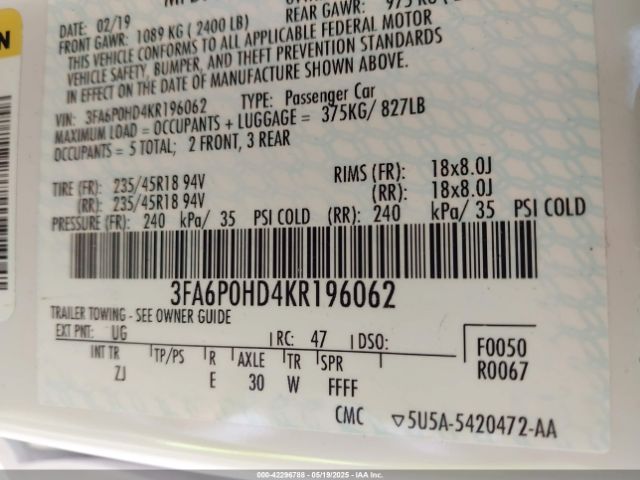 DATE: 02/19
REAR GAWR: 975 KG
FRONT GAWR: 1089 KG ( 2400 LB)
THIS VEHICLE CONFORMS TO ALL APPLICABLE FEDERAL MOTOR
VEHICLE SAFETY, BUMPER, AND THEFT PREVENTION STANDARDS
IN EFFECT ON THE DATE OF MANUFACTURE SHOWN ABOVE.
VIN: 3FA6P0HD4KR196062 TYPE: Passenger Car
MAXIMUM LOAD = OCCUPANTS + LUGGAGE = 375KG/ 827LB
OCCUPANTS = 5 TOTAL; 2 FRONT, 3 REAR
TIRE (FR): 235/45R18 94V RIMS (FR): 18x8.0J
(RR): 235/45R18 94V (RR): 18x8.0J
PRESSURE (FR): 240 kPa/ 35 PSI COLD (RR): 240 kPa/ 35 PSI COLD
3FA6P0HD4KR196062
TRAILER TOWING - SEE OWNER GUIDE
EXT PNT: UG RC: 47 DSO:
INT TR TP/PS R AXLE TR SPR
ZJ E 30 W FFFF
F0050
R0067
CMC ▽5U5A-5420472-AA
000-42296788 - 05/19/2025 - IAA Inc.